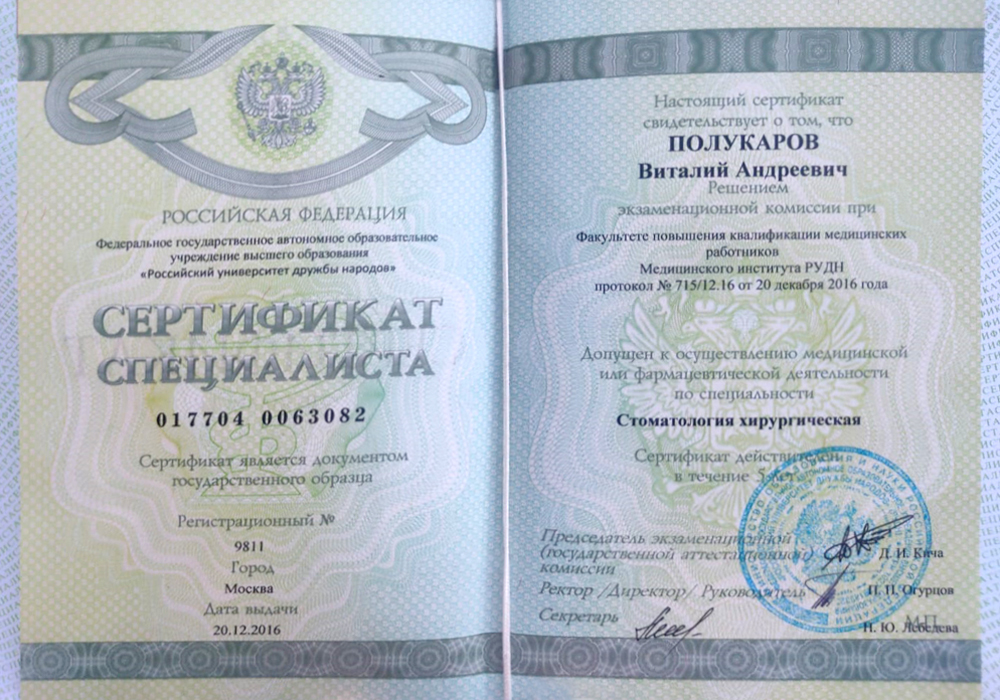 РОССИЙСКАЯ ФЕДЕРАЦИЯ
Федеральное государственное автономное образовательное
учреждение высшего образования
«Российский университет дружбы народов»
СЕРТИФИКАТ
СПЕЦИАЛИСТА
017704 0063082
Сертификат является документом
государственного образца
Регистрационный №
9811
Город
Москва
Дата выдачи
20.12.2016
Настоящий сертификат
свидетельствует о том, что
ПОЛУКАРОВ
Виталий Андреевич
Решением
экзаменационной комиссии при
Факультете повышения квалификации медицинских
работников
Медицинского института РУДН
протокол № 715/12.16 от 20 декабря 2016 года
Допущен к осуществлению медицинской
или фармацевтической деятельности
по специальности
Стоматология хирургическая
Сертификат действителен
в течение 5 лет
Председатель экзаменационной
(государственной аттестационной)
комиссии
Д. И. Кича
Ректор /Директор/ Руководитель
П. П. Огурцов
Секретарь
М.П.
Н. Ю. Лебедева